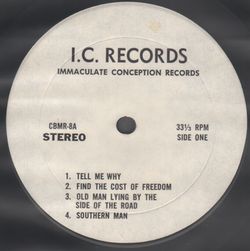 I.C. RECORDS
IMMACULATE CONCEPTION RECORDS
CBMR-8A 33⅓ RPM
STEREO SIDE ONE
1. TELL ME WHY
2. FIND THE COST OF FREEDOM
3. OLD MAN LYING BY THE
SIDE OF THE ROAD
4. SOUTHERN MAN